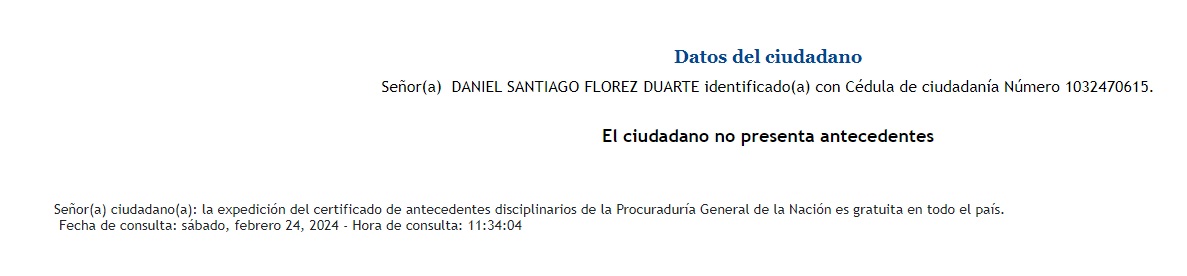 Datos del ciudadano
Señor(a) DANIEL SANTIAGO FLOREZ DUARTE identificado(a) con Cédula de ciudadanía Número 1032470615.
El ciudadano no presenta antecedentes
Señor(a) ciudadano(a): la expedición del certificado de antecedentes disciplinarios de la Procuraduría General de la Nación es gratuita en todo el país.
Fecha de consulta: sábado, febrero 24, 2024 - Hora de consulta: 11:34:04